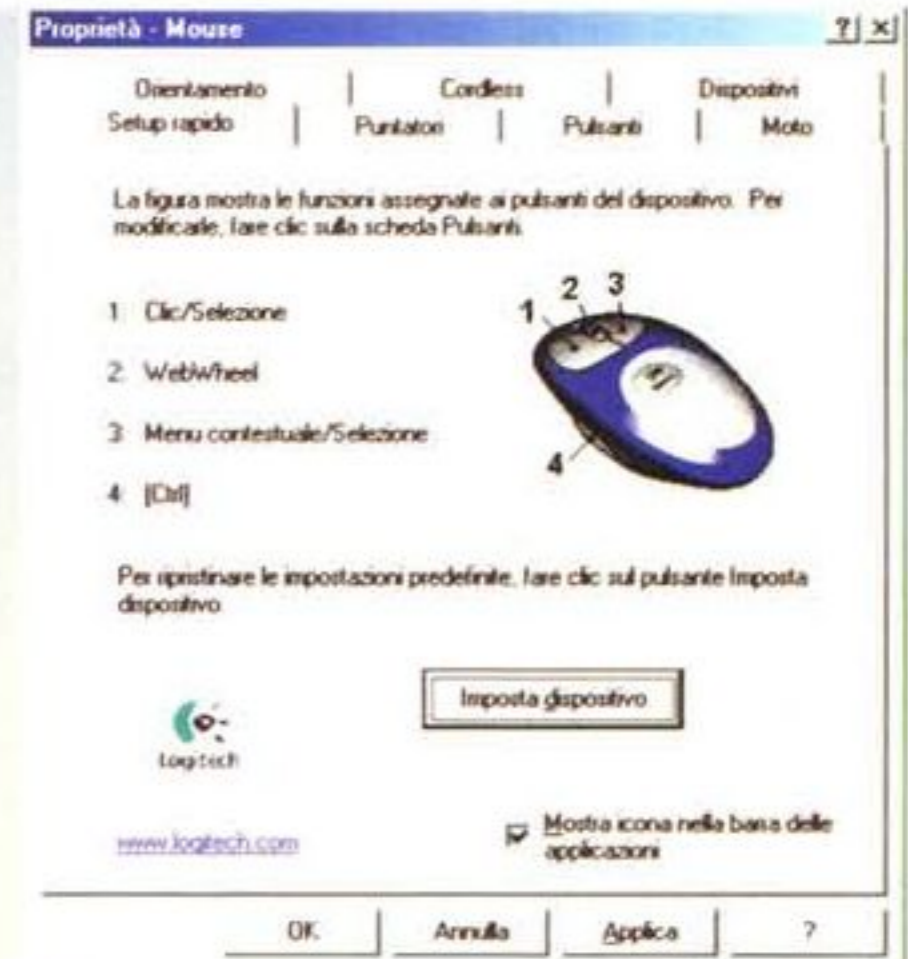 Proprietà - Mouse ? ×
Orientamento Cordless Dispositivi
Setup rapido Puntatori Pulsanti Moto
La figura mostra le funzioni assegnate ai pulsanti del dispositivo. Per
modificarle, fare clic sulla scheda Pulsanti.
1 Clic/Selezione
2 WebWheel
3 Menu contestuale/Selezione
4 [Ctrl]
1 2 3
4
Per ripristinare le impostazioni predefinite, fare clic sul pulsante Imposta
dispositivo
Imposta dispositivo
Logitech
www.logitech.com
Mostra icona nella barra delle
applicazioni
OK Annulla Applica ?